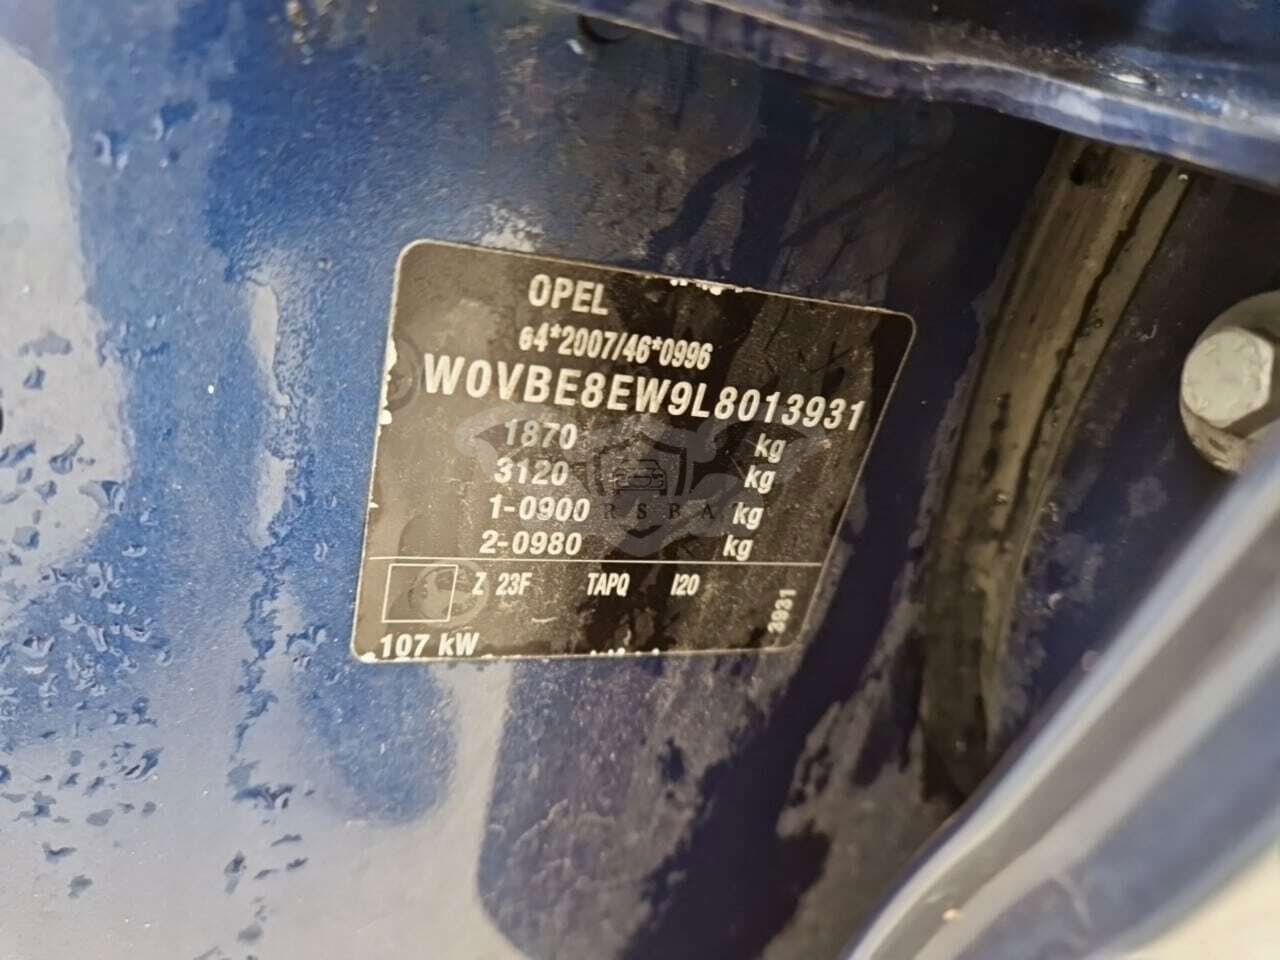 OPEL
64*2007/46*0996
W0VBE8EW9L8013931
1870 kg
3120 kg
1-0900 kg
2-0980 kg
Z 23F TAPQ I20
3931
107 kW
RSBA